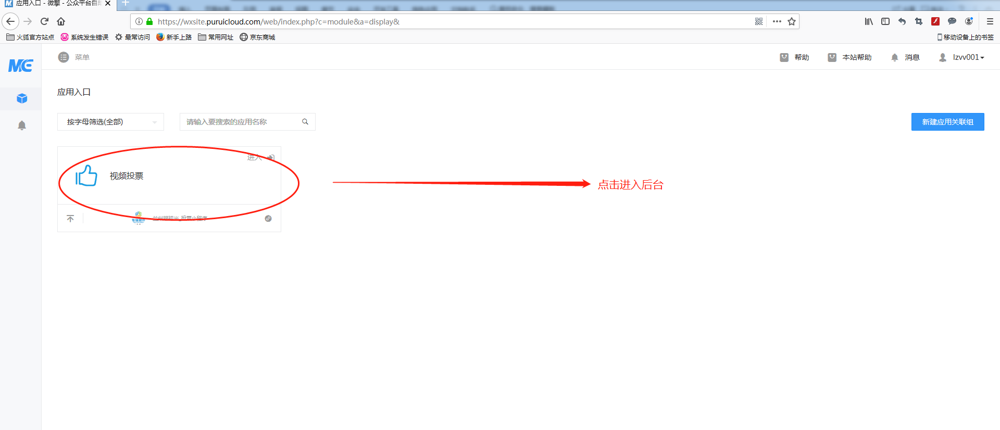 应用入口 - 微擎 - 公众平台自助
https://wxsite.puruicloud.com/web/index.php?c=module&a=display&
火狐官方站点 系统发生错误 最常访问 新手上路 常用网址 京东商城 移动设备上的书签
菜单 帮助 本站帮助 消息 lzvv001
应用入口
按字母筛选(全部) 请输入要搜索的应用名称 新建应用关联组
进入
视频投票
点击进入后台
兰州眼视光_投票小程序